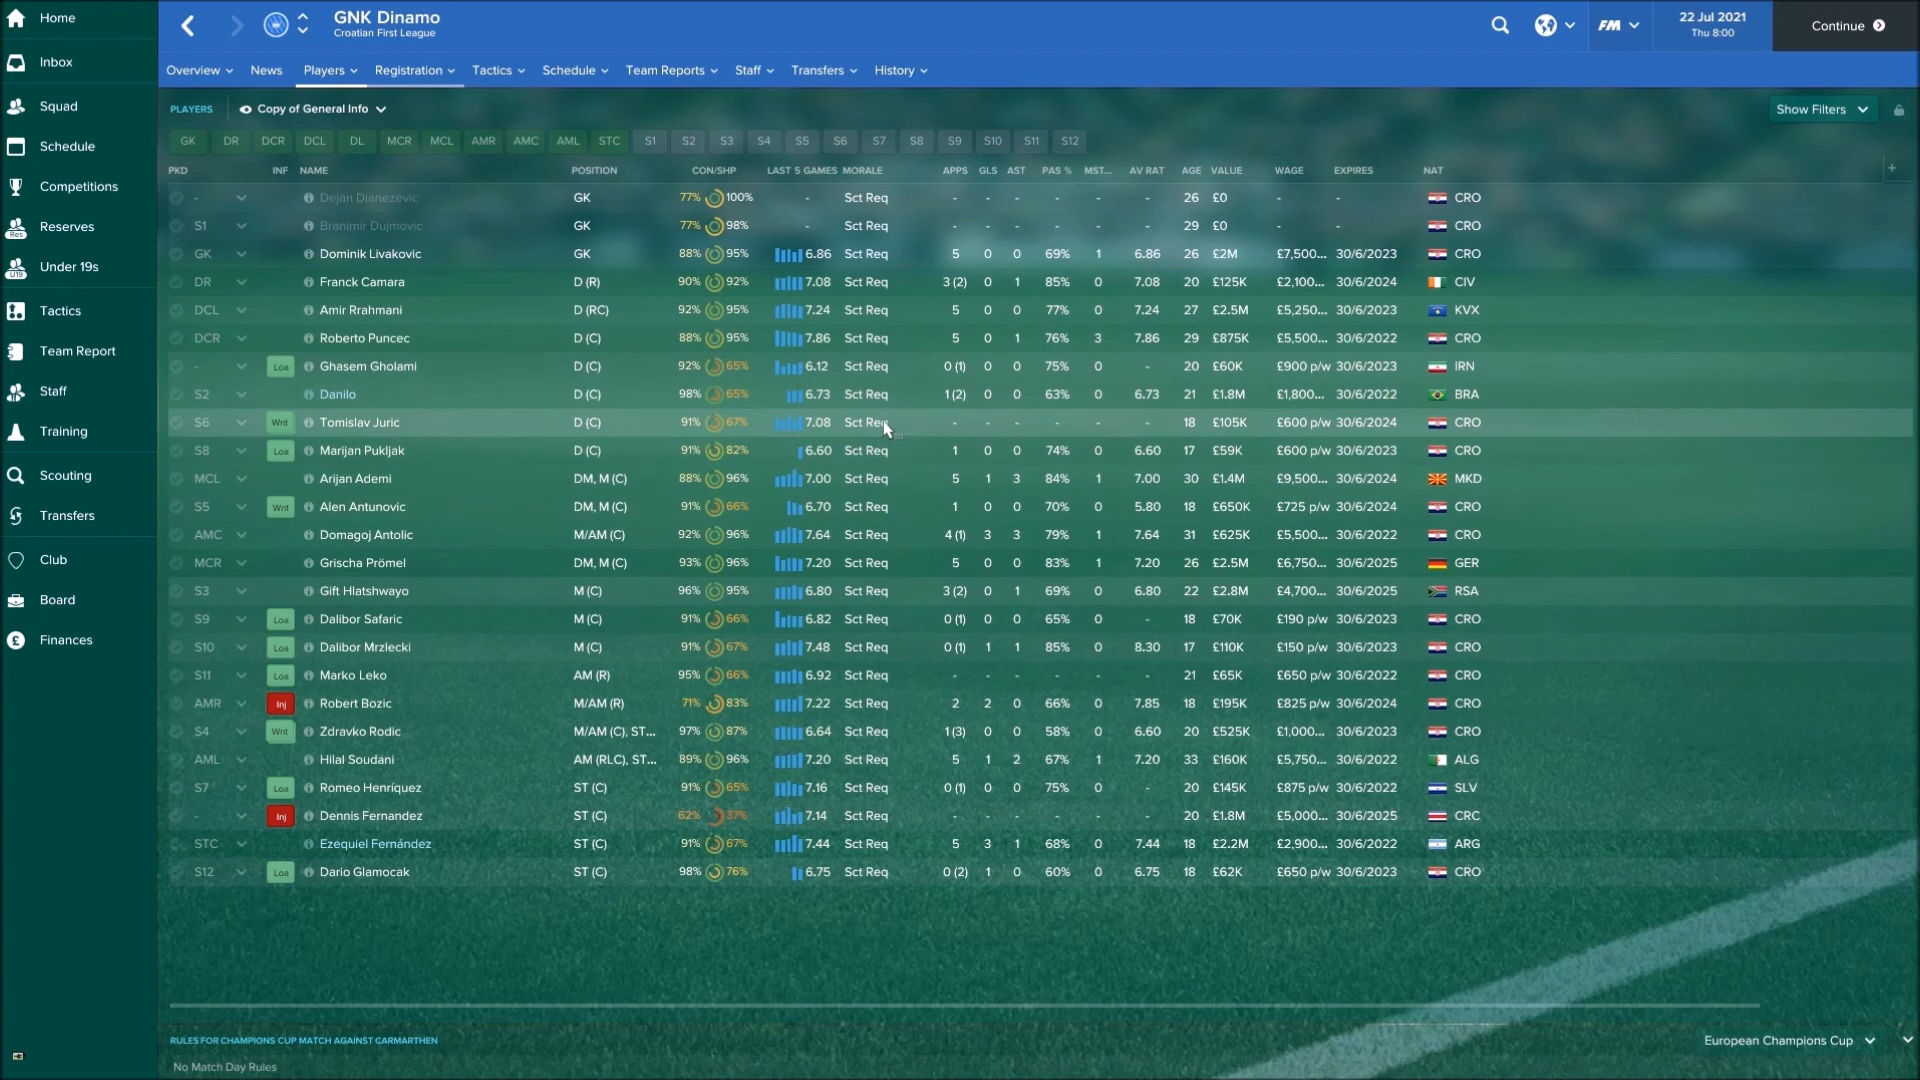 Home
Inbox
Squad
Schedule
Competitions
Reserves
Under 19s
Tactics
Team Report
Staff
Training
Scouting
Transfers
Club
Board
Finances
GNK Dinamo
Croatian First League
FM
22 Jul 2021
Thu 8:00
Continue
Overview News Players Registration Tactics Schedule Team Reports Staff Transfers History
PLAYERS Copy of General Info Show Filters
GK DR DCR DCL DL MCR MCL AMR AMC AML STC S1 S2 S3 S4 S5 S6 S7 S8 S9 S10 S11 S12
PKD INF NAME POSITION CON/SHP LAST 5 GAMES MORALE APPS GLS AST PAS % MST... AV RAT AGE VALUE WAGE EXPIRES NAT
- Dejan Dianezevic GK 77% 100% - Sct Req - - - - - - 26 £0 - - CRO
S1 Branimir Dujmovic GK 77% 98% - Sct Req - - - - - - 29 £0 - - CRO
GK Dominik Livakovic GK 88% 95% 6.86 Sct Req 5 0 0 69% 1 6.86 26 £2M £7,500... 30/6/2023 CRO
DR Franck Camara D (R) 90% 92% 7.08 Sct Req 3 (2) 0 1 85% 0 7.08 20 £125K £2,100... 30/6/2024 CIV
DCL Amir Rrahmani D (RC) 92% 95% 7.24 Sct Req 5 0 0 77% 0 7.24 27 £2.5M £5,250... 30/6/2023 KVX
DCR Roberto Puncec D (C) 88% 95% 7.86 Sct Req 5 0 1 76% 3 7.86 29 £875K £5,500... 30/6/2022 CRO
- Loa Ghasem Gholami D (C) 92% 65% 6.12 Sct Req 0 (1) 0 0 75% 0 - 20 £60K £900 p/w 30/6/2023 IRN
S2 Danilo D (C) 98% 65% 6.73 Sct Req 1 (2) 0 0 63% 0 6.73 21 £1.8M £1,800... 30/6/2022 BRA
S6 Wnt Tomislav Juric D (C) 91% 67% 7.08 Sct Req - - - - - - 18 £105K £600 p/w 30/6/2024 CRO
S8 Loa Marijan Pukljak D (C) 91% 82% 6.60 Sct Req 1 0 0 74% 0 6.60 17 £59K £600 p/w 30/6/2023 CRO
MCL Arijan Ademi DM, M (C) 88% 96% 7.00 Sct Req 5 1 3 84% 1 7.00 30 £1.4M £9,500... 30/6/2024 MKD
S5 Wnt Alen Antunovic DM, M (C) 91% 66% 6.70 Sct Req 1 0 0 70% 0 5.80 18 £650K £725 p/w 30/6/2024 CRO
AMC Domagoj Antolic M/AM (C) 92% 96% 7.64 Sct Req 4 (1) 3 3 79% 1 7.64 31 £625K £5,500... 30/6/2022 CRO
MCR Grischa Prömel DM, M (C) 93% 96% 7.20 Sct Req 5 0 0 83% 1 7.20 26 £2.5M £6,750... 30/6/2025 GER
S3 Gift Hlatshwayo M (C) 96% 95% 6.80 Sct Req 3 (2) 0 1 69% 0 6.80 22 £2.8M £4,700... 30/6/2025 RSA
S9 Loa Dalibor Safaric M (C) 91% 66% 6.82 Sct Req 0 (1) 0 0 65% 0 - 18 £70K £190 p/w 30/6/2023 CRO
S10 Loa Dalibor Mrzlecki M (C) 91% 67% 7.48 Sct Req 0 (1) 1 1 85% 0 8.30 17 £110K £150 p/w 30/6/2023 CRO
S11 Loa Marko Leko AM (R) 95% 66% 6.92 Sct Req - - - - - - 21 £65K £650 p/w 30/6/2022 CRO
AMR Inj Robert Bozic M/AM (R) 71% 83% 7.22 Sct Req 2 2 0 66% 0 7.85 18 £195K £825 p/w 30/6/2024 CRO
S4 Wnt Zdravko Rodic M/AM (C), ST... 97% 87% 6.64 Sct Req 1 (3) 0 0 58% 0 6.60 20 £525K £1,000... 30/6/2023 CRO
AML Hilal Soudani AM (RLC), ST... 89% 96% 7.20 Sct Req 5 1 2 67% 1 7.20 33 £160K £5,750... 30/6/2022 ALG
S7 Loa Romeo Henríquez ST (C) 91% 65% 7.16 Sct Req 0 (1) 0 0 75% 0 - 20 £145K £875 p/w 30/6/2022 SLV
- Inj Dennis Fernandez ST (C) 62% 37% 7.14 Sct Req - - - - - - 20 £1.8M £5,000... 30/6/2025 CRC
STC Ezequiel Fernández ST (C) 91% 67% 7.44 Sct Req 5 3 1 68% 0 7.44 18 £2.2M £2,900... 30/6/2022 ARG
S12 Loa Dario Glamocak ST (C) 98% 76% 6.75 Sct Req 0 (2) 1 0 60% 0 6.75 18 £62K £650 p/w 30/6/2023 CRO
RULES FOR CHAMPIONS CUP MATCH AGAINST CARMARTHEN European Champions Cup
No Match Day Rules